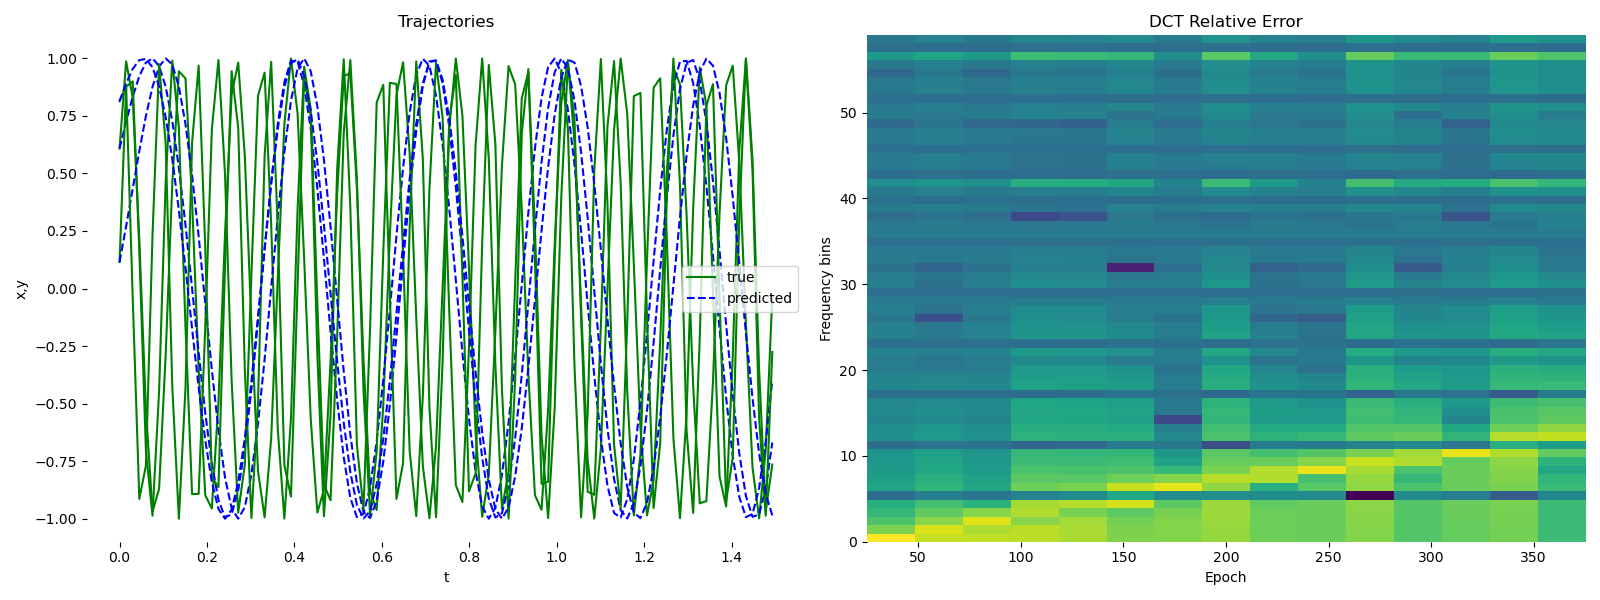 Trajectories
1.00
0.75
0.50
0.25
0.00
−0.25
−0.50
−0.75
−1.00
x,y
0.0 0.2 0.4 0.6 0.8 1.0 1.2 1.4
t
true
predicted
DCT Relative Error
50
40
30
20
10
0
Frequency bins
50 100 150 200 250 300 350
Epoch